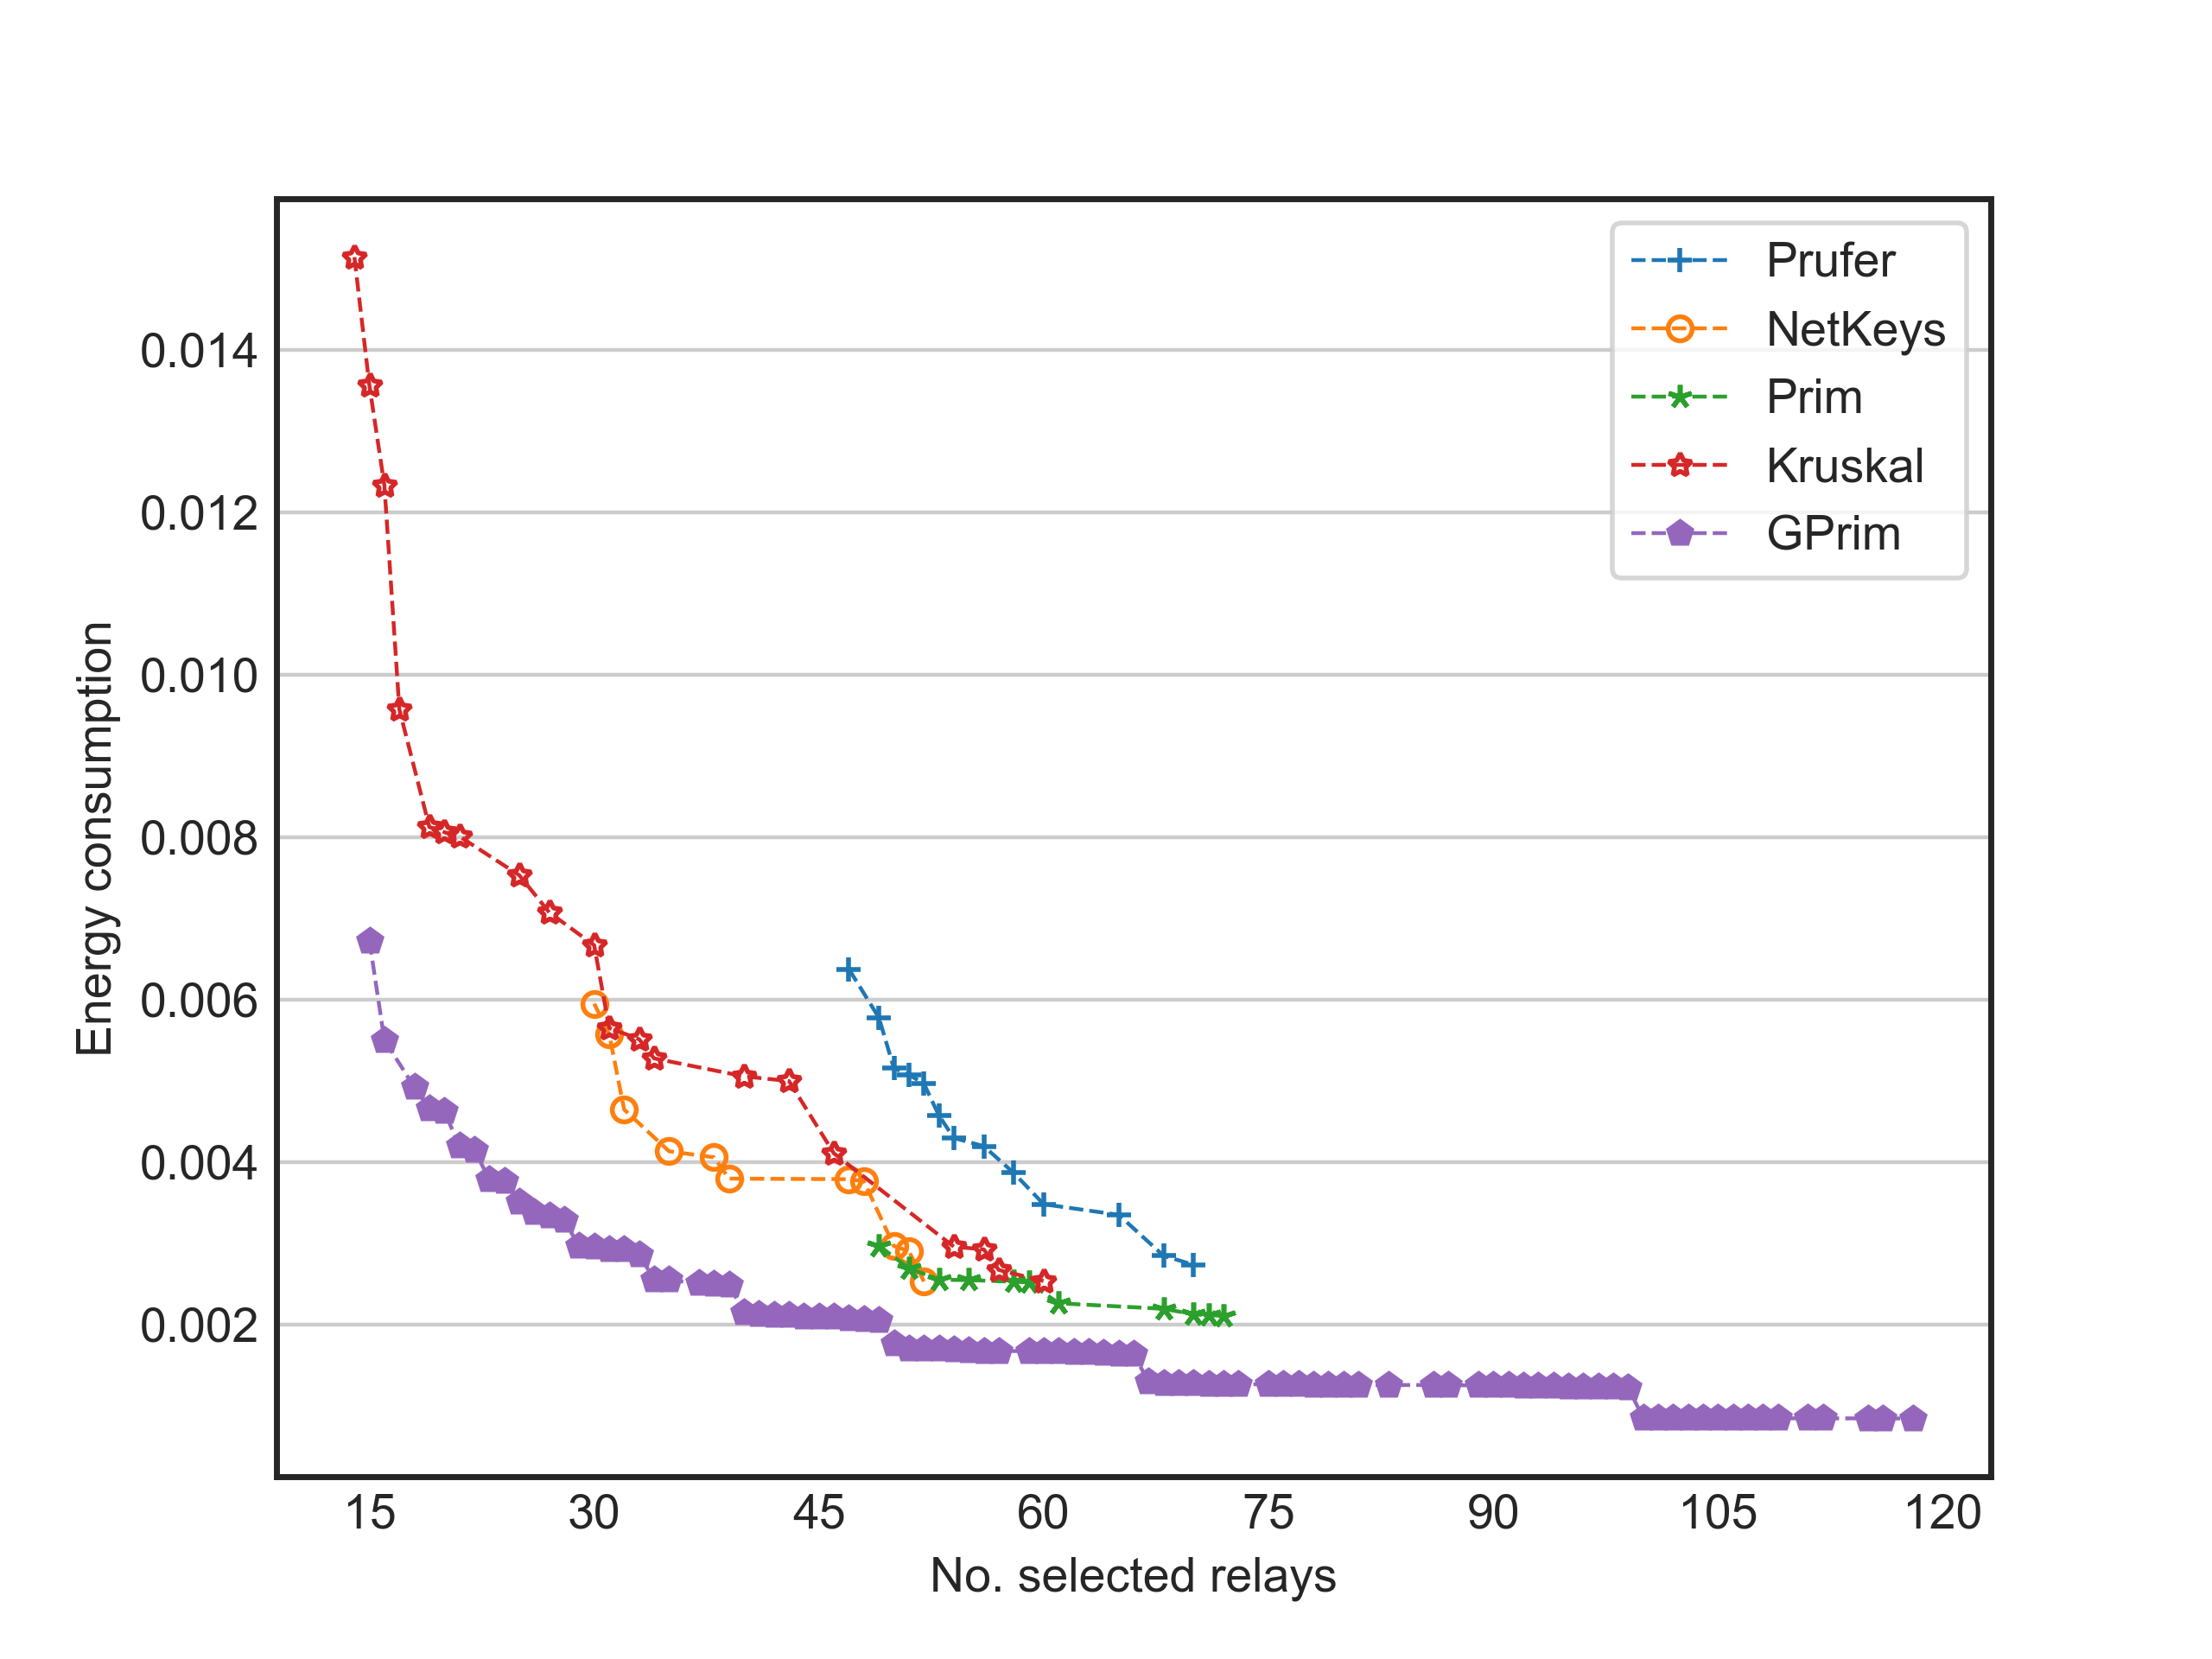 Prufer
NetKeys
Prim
Kruskal
GPrim
0.014
0.012
0.010
0.008
0.006
0.004
0.002
Energy consumption
15 30 45 60 75 90 105 120
No. selected relays